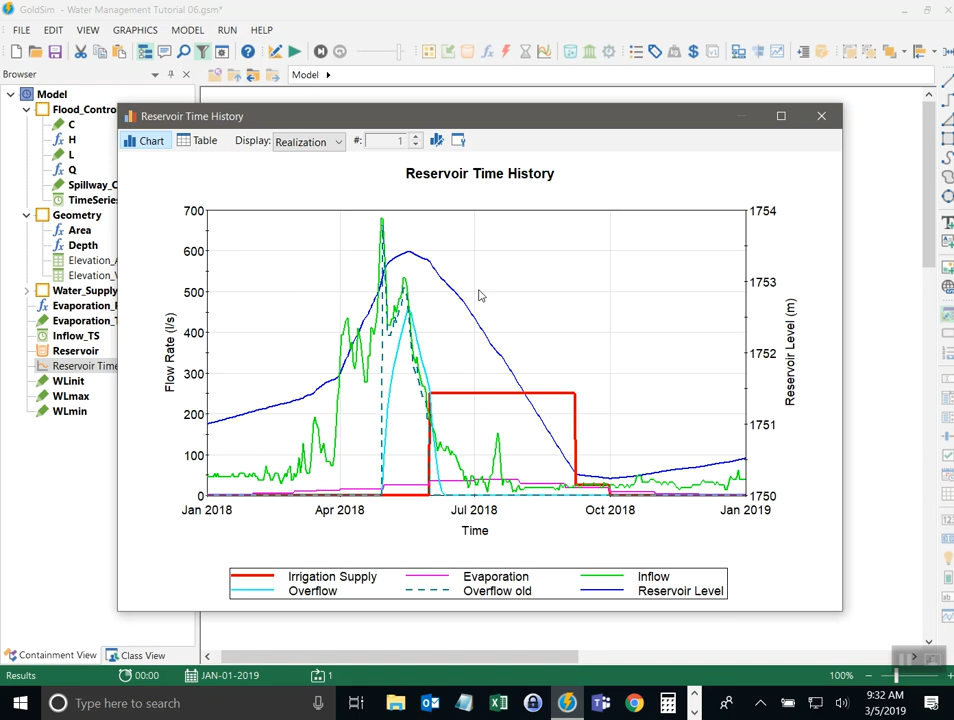 GoldSim - Water Management Tutorial 06.gsm*
FILE EDIT VIEW GRAPHICS MODEL RUN HELP
Browser
Model
Model
Flood_Contro
C
H
L
Q
Spillway_C
TimeSerie
Geometry
Area
Depth
Elevation_A
Elevation_V
Water_Supply
Evaporation_F
Evaporation_T
Inflow_TS
Reservoir
Reservoir Time
WLinit
WLmax
WLmin
Reservoir Time History
Chart Table Display: Realization #: 1
Reservoir Time History
700
600
500
400
300
200
100
0
Flow Rate (l/s)
1754
1753
1752
1751
1750
Reservoir Level (m)
Jan 2018 Apr 2018 Jul 2018 Oct 2018 Jan 2019
Time
Irrigation Supply Evaporation Inflow
Overflow Overflow old Reservoir Level
Containment View Class View
Results 00:00 JAN-01-2019 1 100%
Type here to search
9:32 AM
3/5/2019